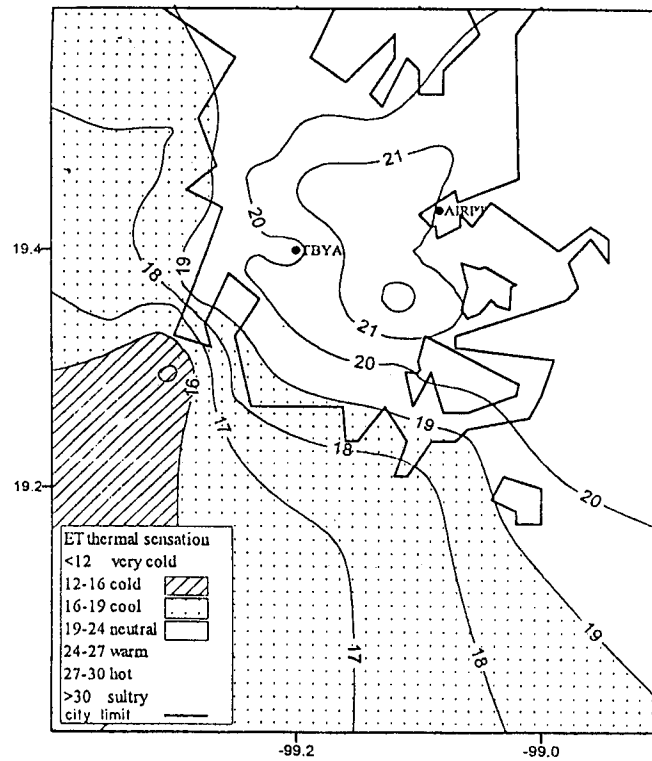 21
AIRPT
20
TBYA
19.4
19
18
21
20
16
17
19
18
19.2
20
ET thermal sensation
<12 very cold
12-16 cold
16-19 cool
19-24 neutral
24-27 warm
27-30 hot
>30 sultry
city limit
19
17
18
-99.2
-99.0